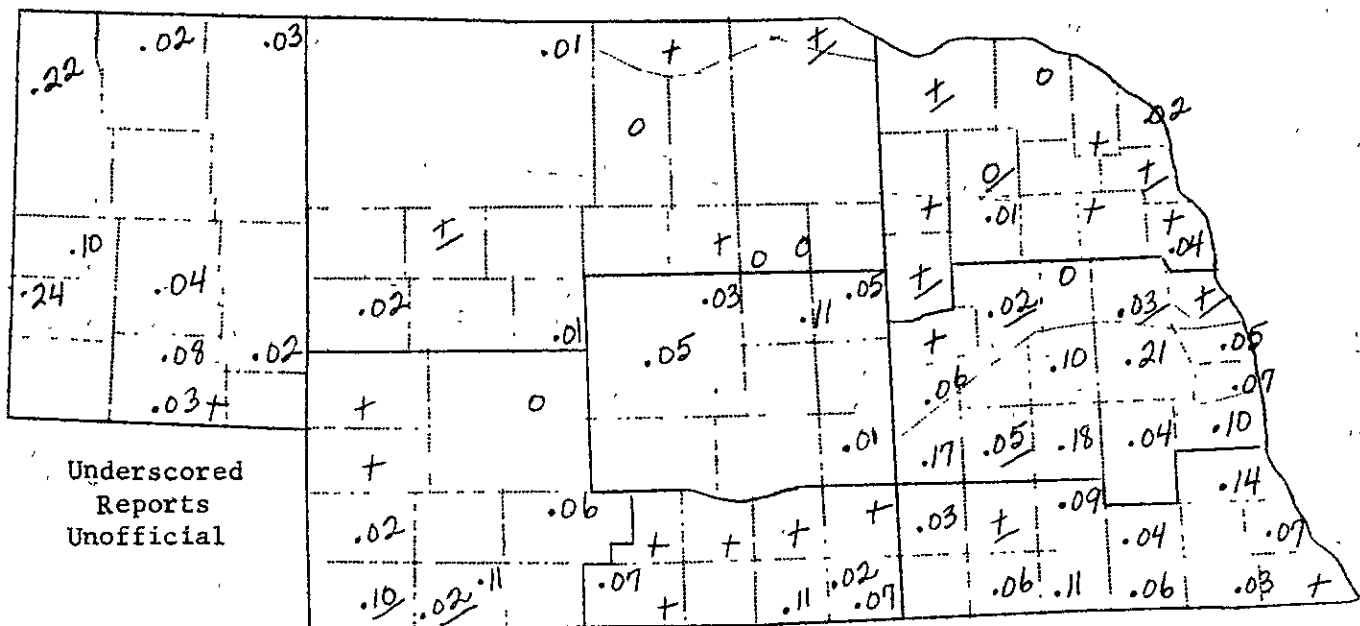 .02 .03 .01 + +
.22 + 0
0 .02
+
0 +
+ + .01 + +
.10 + 0 0 .04
.24 .04 + 0
.02 .03 .11 .05 .02 .03 +
.08 .02 .01 .05 + .10 .21 .05
.03 + + 0 .06 .07
+ .01 .17 .05 .18 .04 .10
Underscored
Reports
Unofficial
.06 .09 .14
.02 + + + + .03 + .04 .07
.10 .02 .11 .07 + .11 .02 .07 .06 .11 .06 .03 +